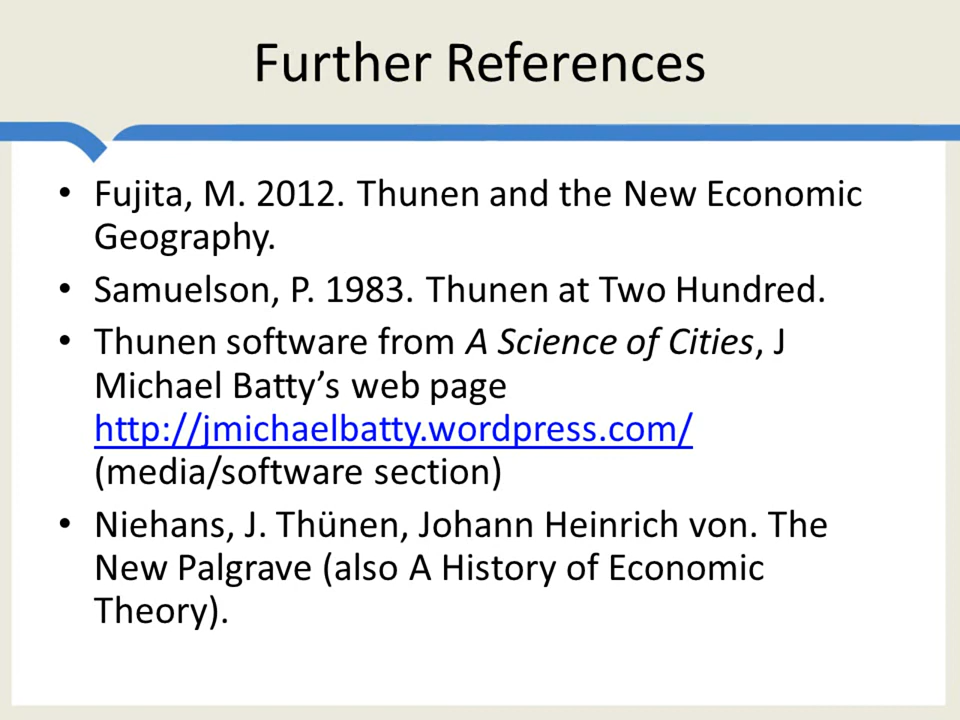 Further References
• Fujita, M. 2012. Thunen and the New Economic
Geography.
• Samuelson, P. 1983. Thunen at Two Hundred.
• Thunen software from A Science of Cities, J
Michael Batty’s web page
http://jmichaelbatty.wordpress.com/
(media/software section)
• Niehans, J. Thünen, Johann Heinrich von. The
New Palgrave (also A History of Economic
Theory).